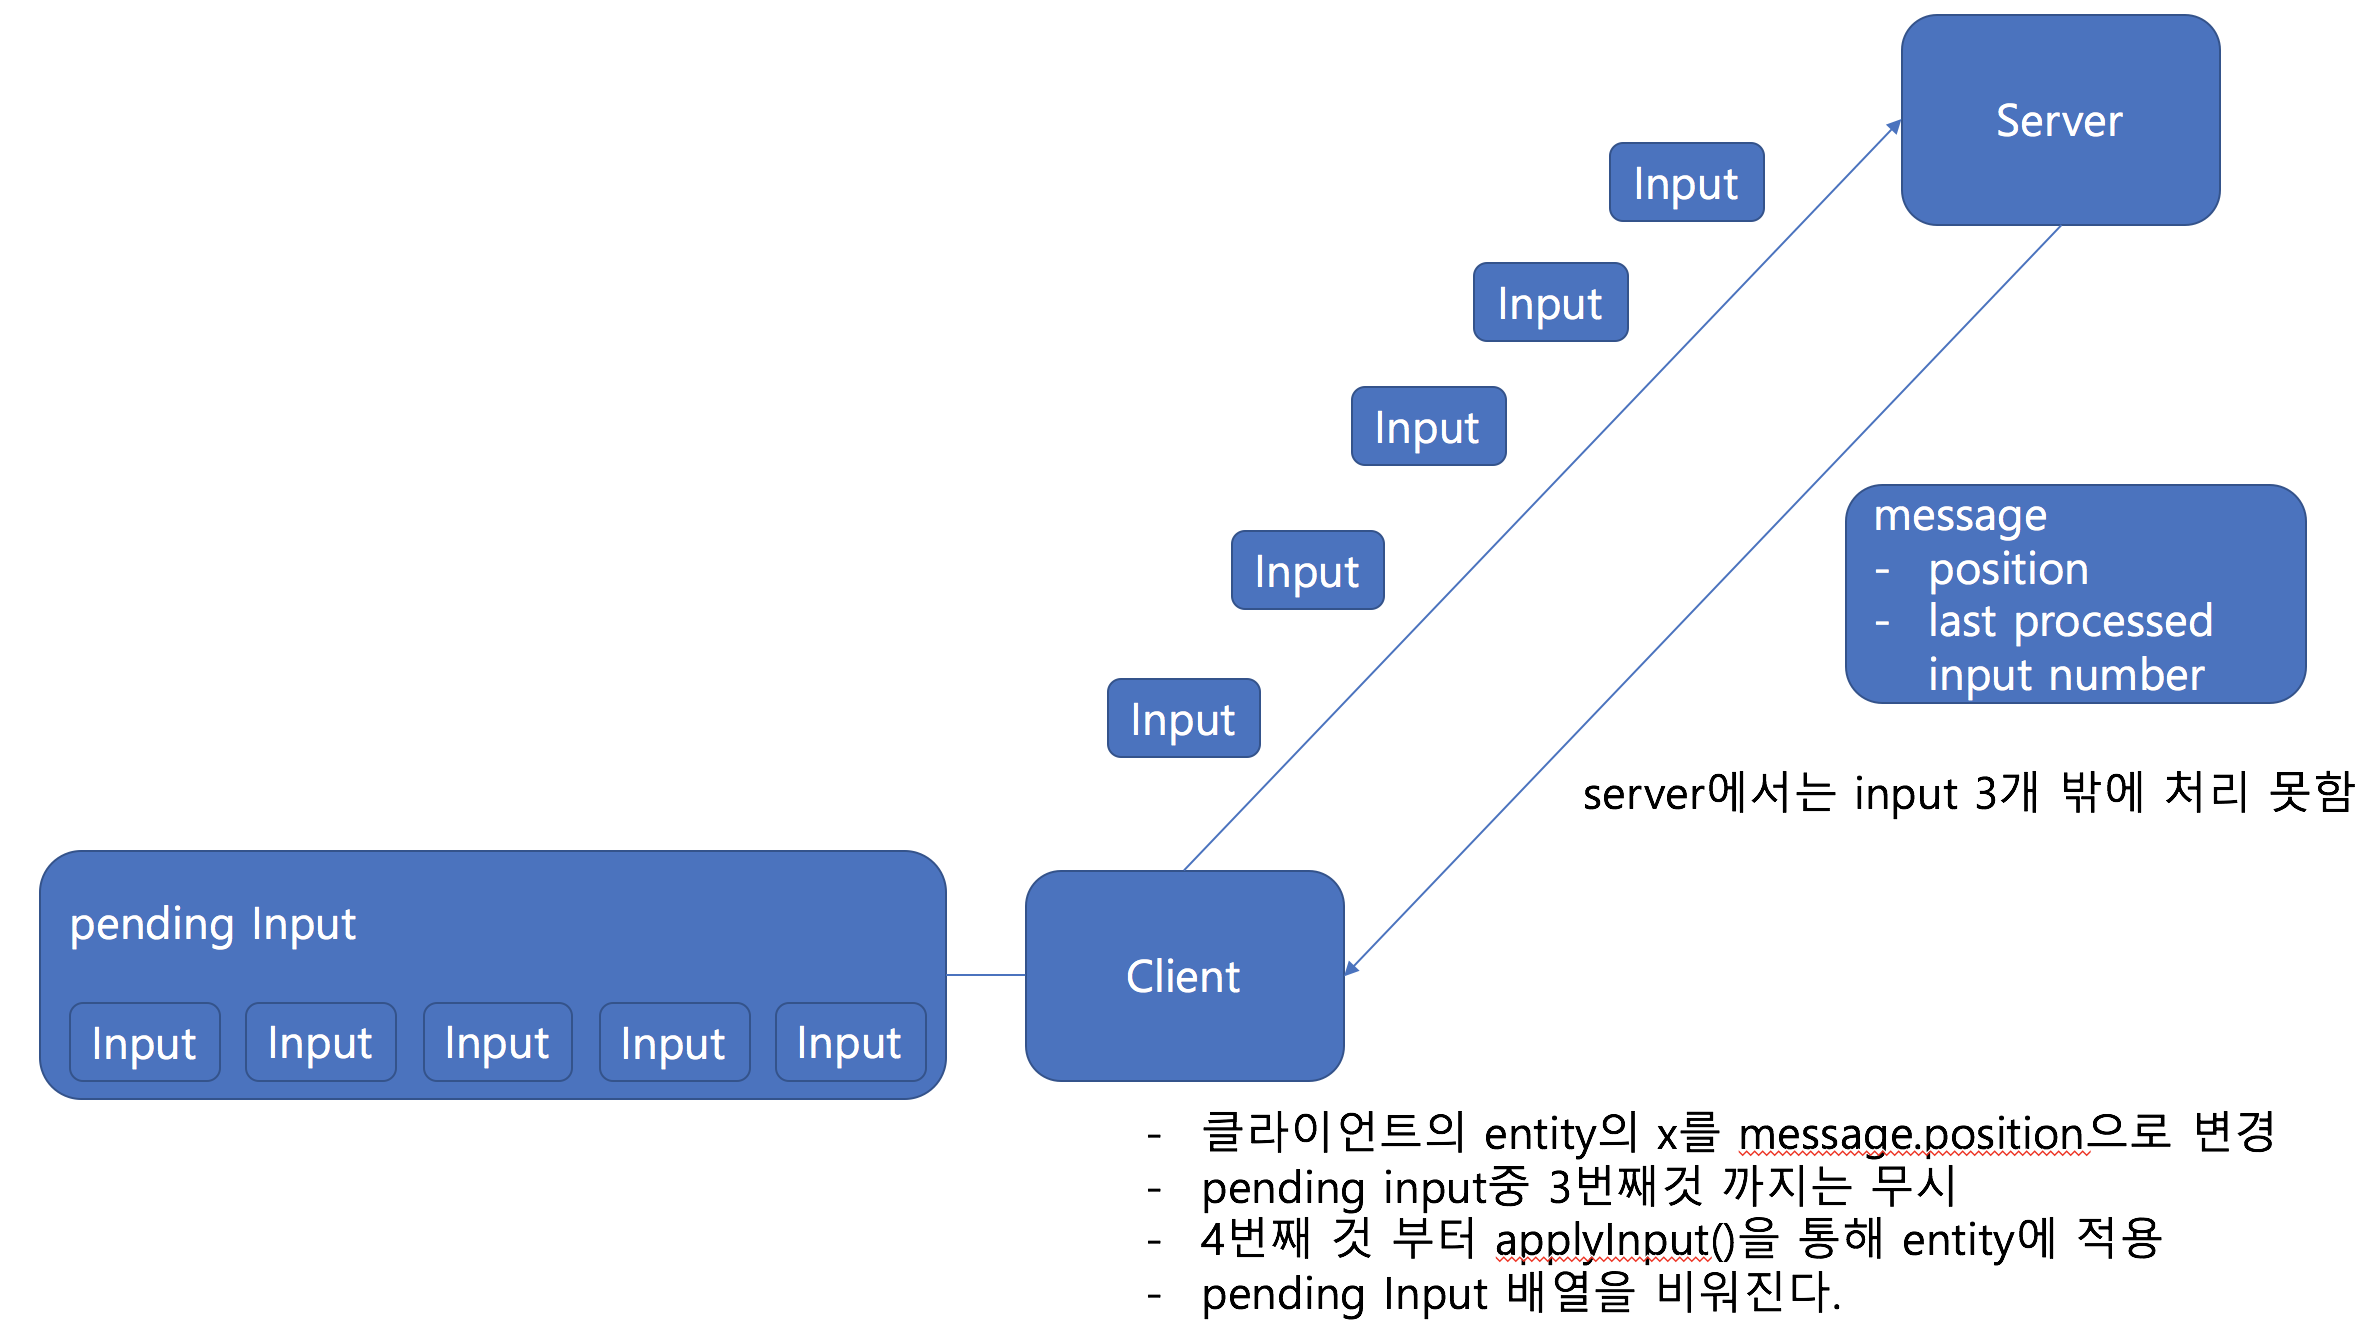 Server
Input
Input
Input
Input
Input
message
- position
- last processed
input number
server에서는 input 3개 밖에 처리 못함
pending Input
Input Input Input Input Input
Client
- 클라이언트의 entity의 x를 message.position으로 변경
- pending input중 3번째것 까지는 무시
- 4번째 것 부터 applyInput()을 통해 entity에 적용
- pending Input 배열을 비워진다.